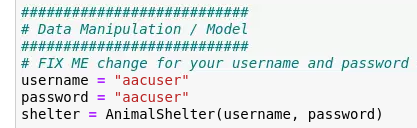 ###########################
# Data Manipulation / Model
###########################
# FIX ME change for your username and password
username = "aacuser"
password = "aacuser"
shelter = AnimalShelter(username, password)